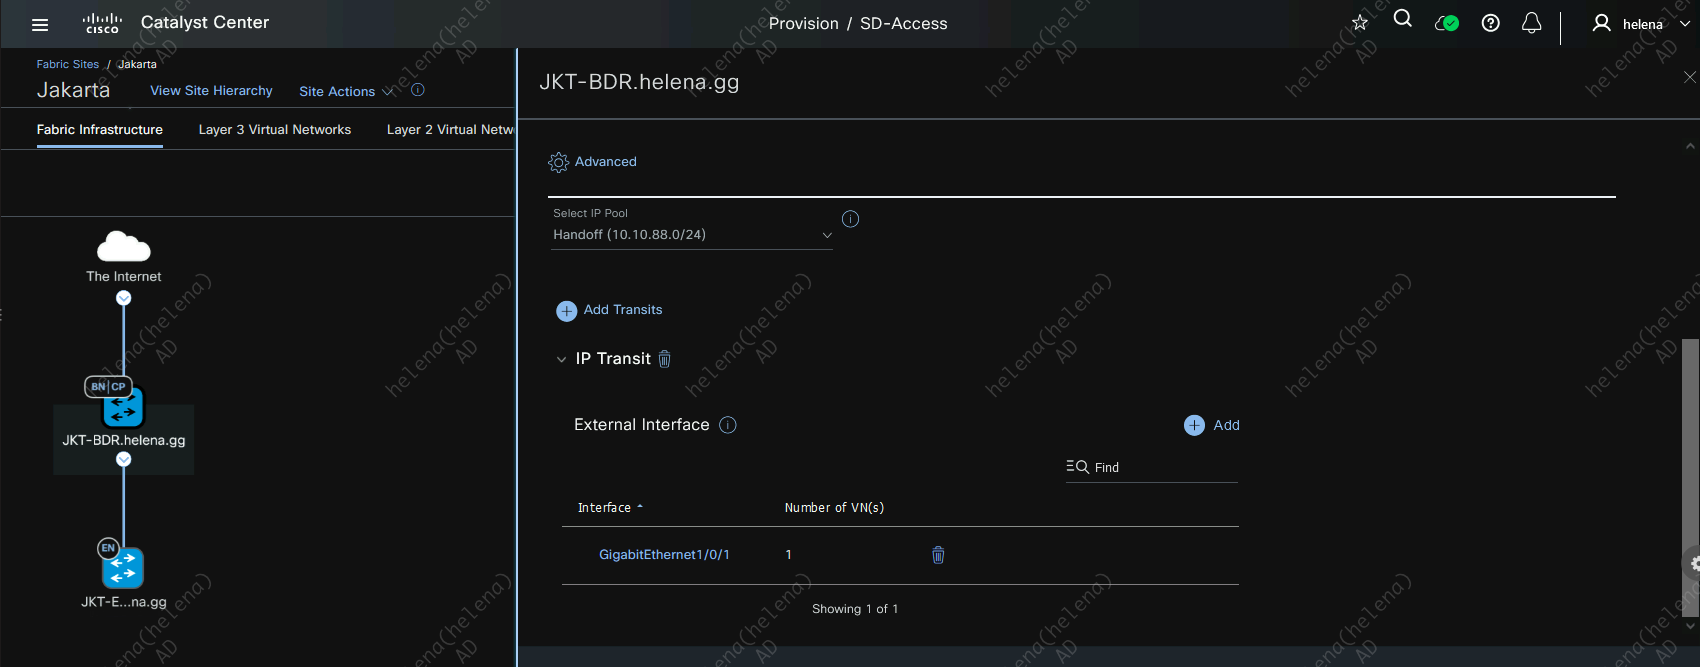 cisco Catalyst Center
Provision / SD-Access
helena
Fabric Sites / Jakarta
Jakarta View Site Hierarchy Site Actions
Fabric Infrastructure Layer 3 Virtual Networks Layer 2 Virtual Netw
The Internet
BN|CP
JKT-BDR.helena.gg
EN
JKT-E...na.gg
JKT-BDR.helena.gg
Advanced
Select IP Pool
Handoff (10.10.88.0/24)
Add Transits
IP Transit
External Interface
Add
Find
Interface Number of VN(s)
GigabitEthernet1/0/1 1
Showing 1 of 1
helena(helena)
AD